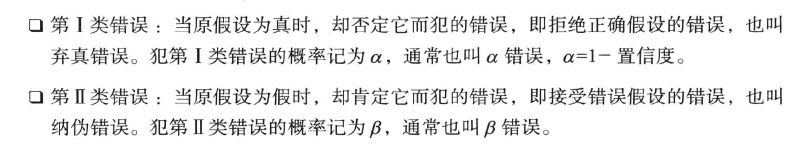 ❑ 第Ⅰ类错误：当原假设为真时，却否定它而犯的错误，即拒绝正确假设的错误，也叫
弃真错误。犯第Ⅰ类错误的概率记为 α，通常也叫 α 错误，α=1− 置信度。
❑ 第Ⅱ类错误：当原假设为假时，却肯定它而犯的错误，即接受错误假设的错误，也叫
纳伪错误。犯第Ⅱ类错误的概率记为 β，通常也叫 β 错误。